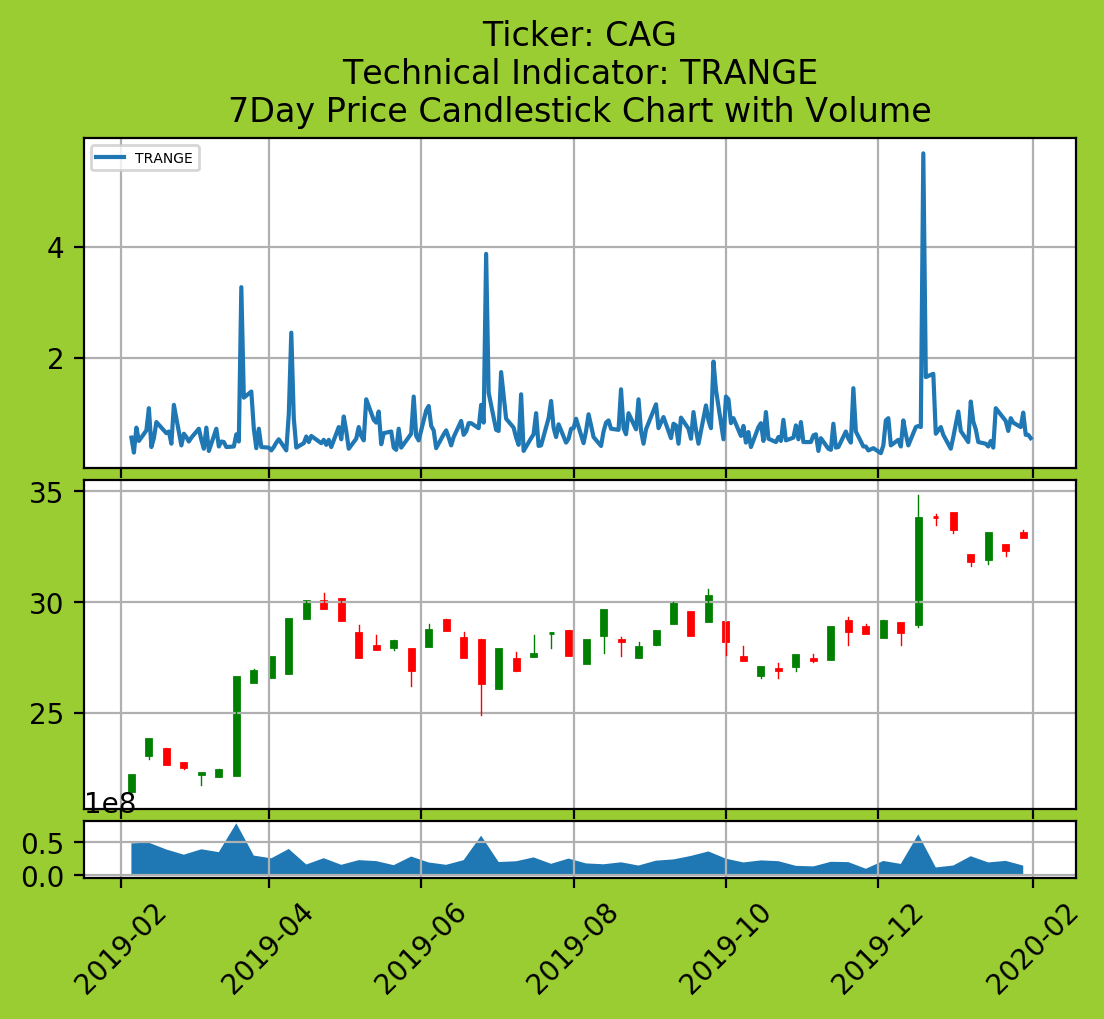 Ticker: CAG
Technical Indicator: TRANGE
7Day Price Candlestick Chart with Volume
TRANGE
4
2
35
30
25
1e8
0.5
0.0
2019-02
2019-04
2019-06
2019-08
2019-10
2019-12
2020-02